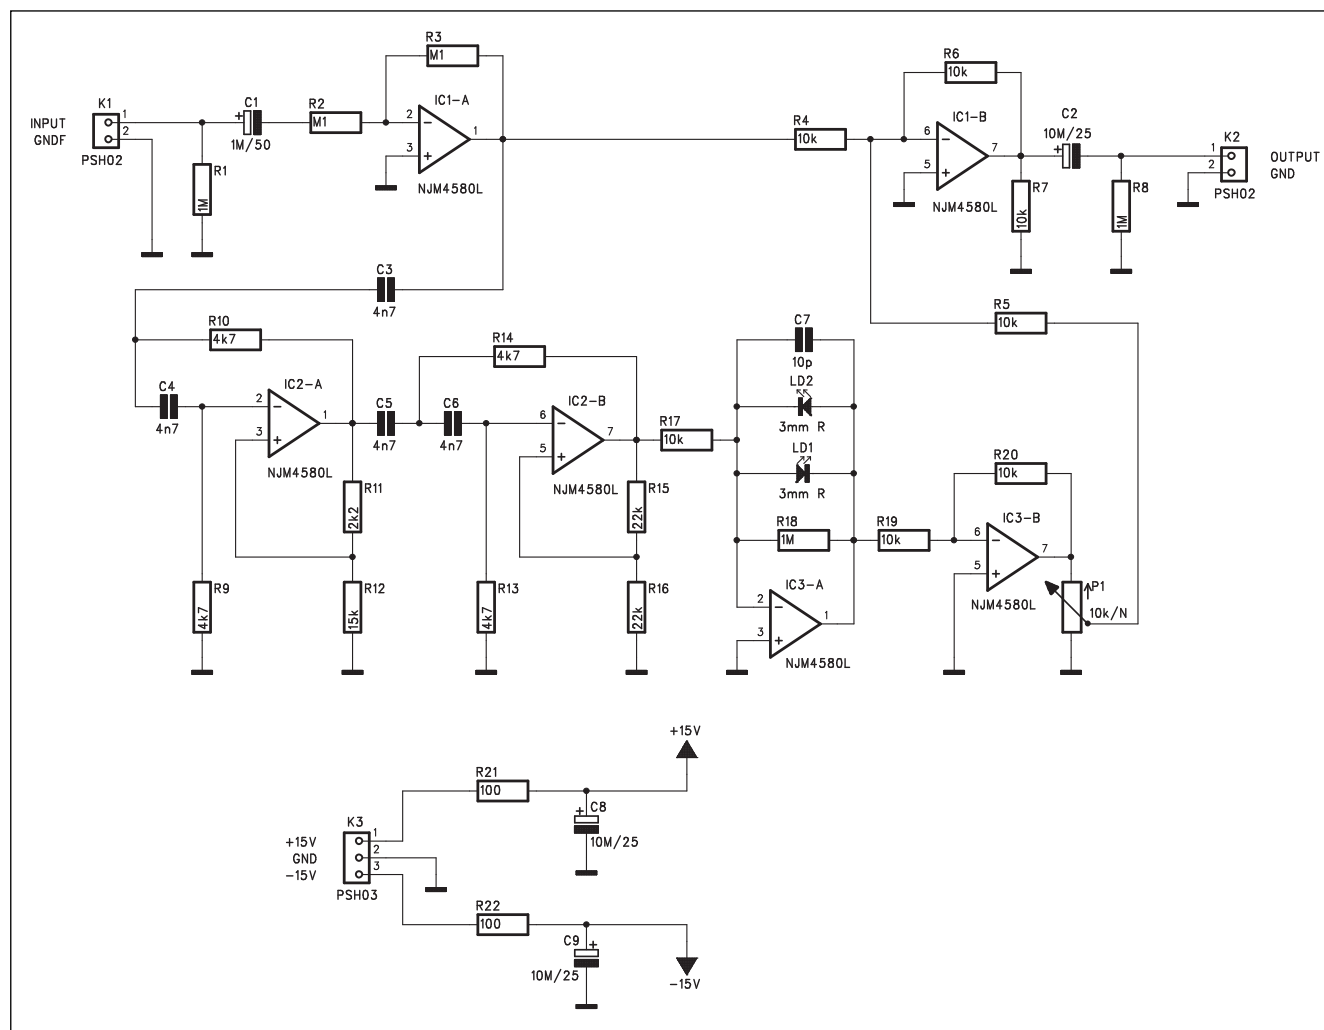 R3
M1
K1
1
2
INPUT
GNDF
PSH02
C1
+
1M/50
R2
M1
IC1-A
2
−
3
+
1
NJM4580L
R1
1M
R4
10k
R6
10k
IC1-B
6
−
5
+
7
NJM4580L
C2
10M/25
+
R7
10k
R8
1M
K2
1
2
OUTPUT
GND
PSH02
C3
4n7
R10
4k7
R14
4k7
C7
10p
R5
10k
C4
4n7
IC2-A
2
−
3
+
1
NJM4580L
C5
4n7
C6
4n7
IC2-B
6
−
5
+
7
NJM4580L
R17
10k
LD2
3mm R
LD1
3mm R
R11
2k2
R15
22k
R18
1M
R19
10k
R20
10k
IC3-B
6
−
5
+
7
NJM4580L
P1
10k/N
R9
4k7
R12
15k
R13
4k7
R16
22k
IC3-A
2
−
3
+
1
NJM4580L
+15V
R21
100
C8
+
10M/25
K3
1
2
3
+15V
GND
-15V
PSH03
R22
100
C9
+
10M/25
-15V